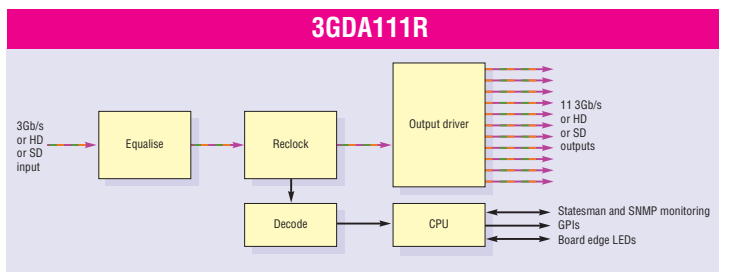 3GDA111R
3Gb/s
or HD
or SD
input
Equalise
Reclock
Output driver
11 3Gb/s
or HD
or SD
outputs
Decode
CPU
Statesman and SNMP monitoring
GPIs
Board edge LEDs